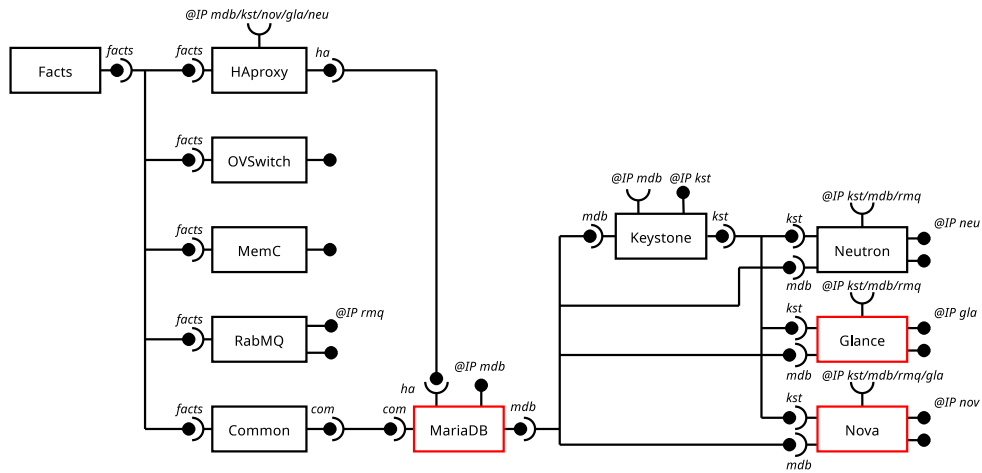 @IP mdb/kst/nov/gla/neu
facts
facts
ha
Facts
HAproxy
facts
OVSwitch
@IP mdb
@IP kst
@IP kst/mdb/rmq
mdb
kst
kst
@IP neu
facts
Keystone
MemC
Neutron
mdb
@IP kst/mdb/rmq
facts
@IP rmq
kst
@IP gla
RabMQ
Glance
@IP mdb
mdb
@IP kst/mdb/rmq/gla
ha
facts
com
com
mdb
kst
@IP nov
Common
MariaDB
Nova
mdb